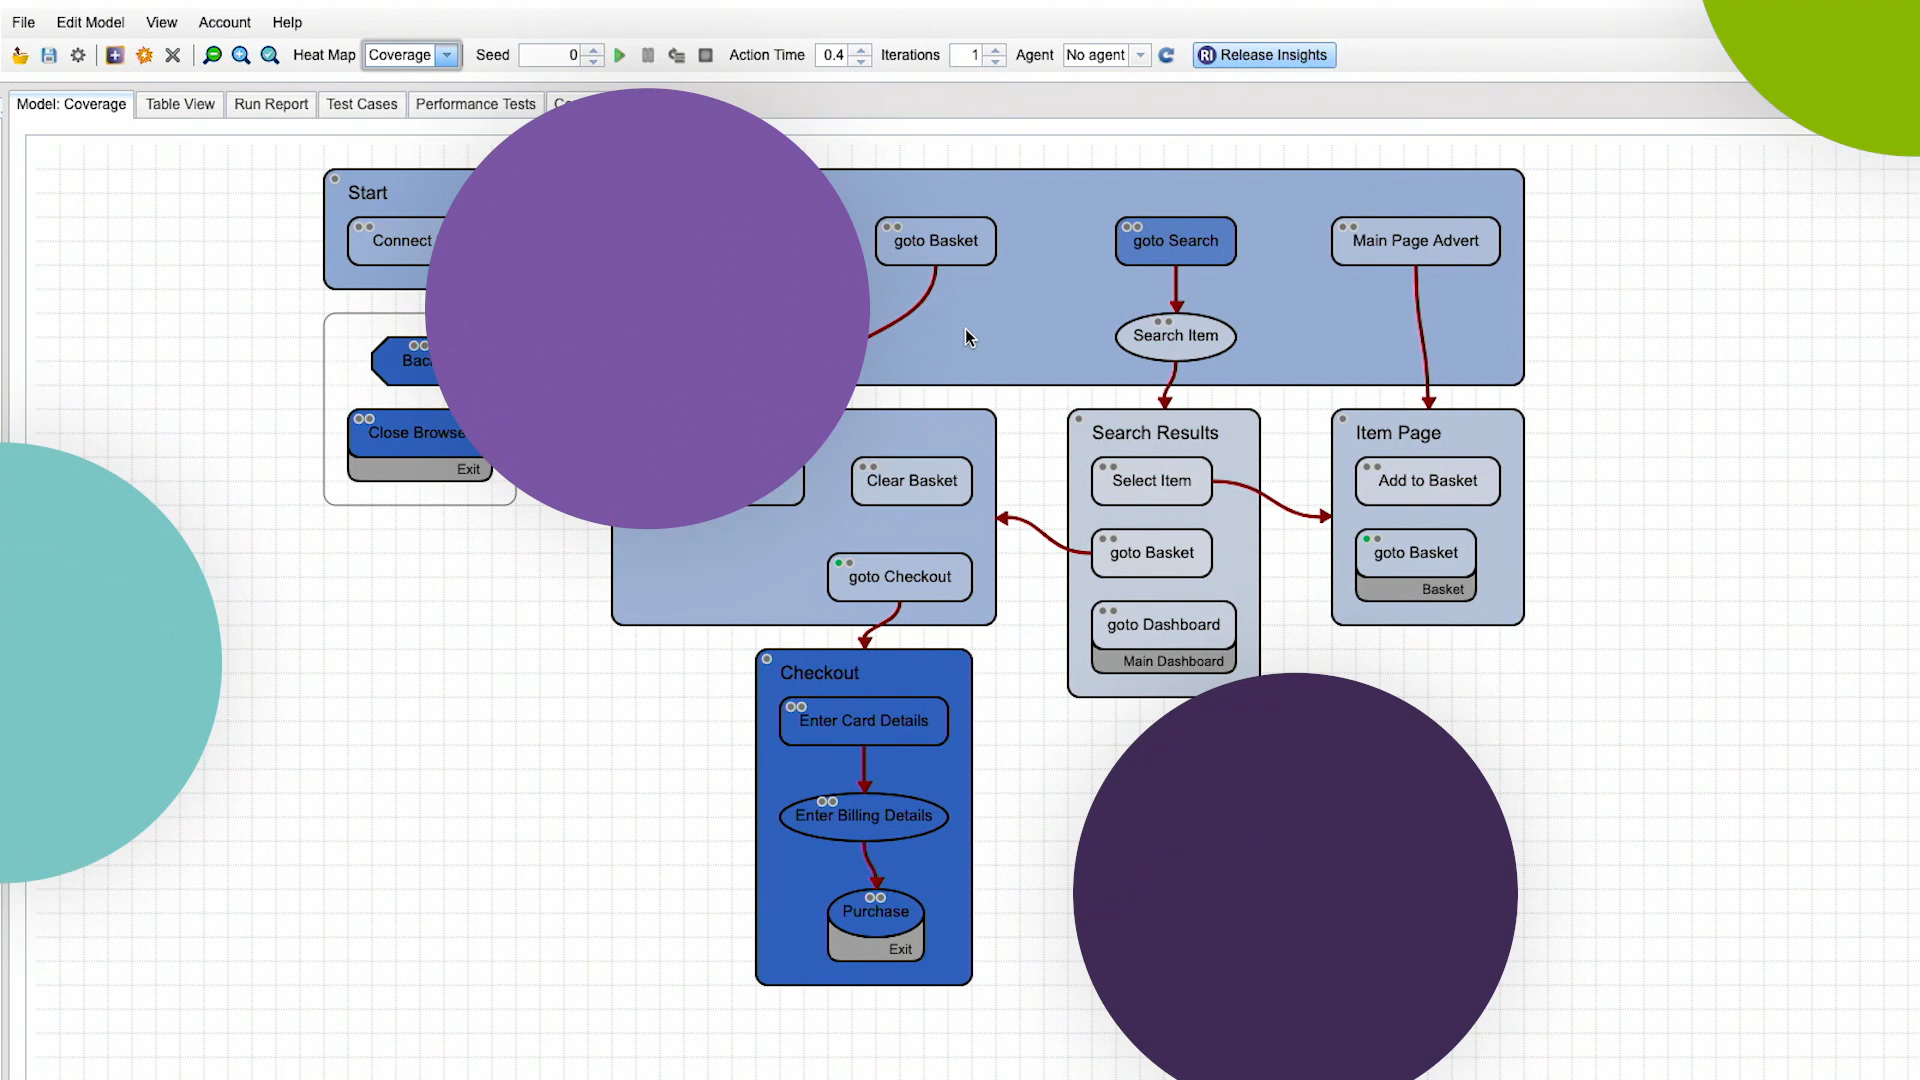 File Edit Model View Account Help
Heat Map Coverage Seed 0 Action Time 0.4 Iterations 1 Agent No agent RI Release Insights
Model: Coverage Table View Run Report Test Cases Performance Tests
Start
Connect goto Basket goto Search Main Page Advert
Search Item
Close Browse
Exit
Clear Basket
goto Checkout
Search Results
Select Item
goto Basket
goto Dashboard
Main Dashboard
Item Page
Add to Basket
goto Basket
Basket
Checkout
Enter Card Details
Enter Billing Details
Purchase
Exit